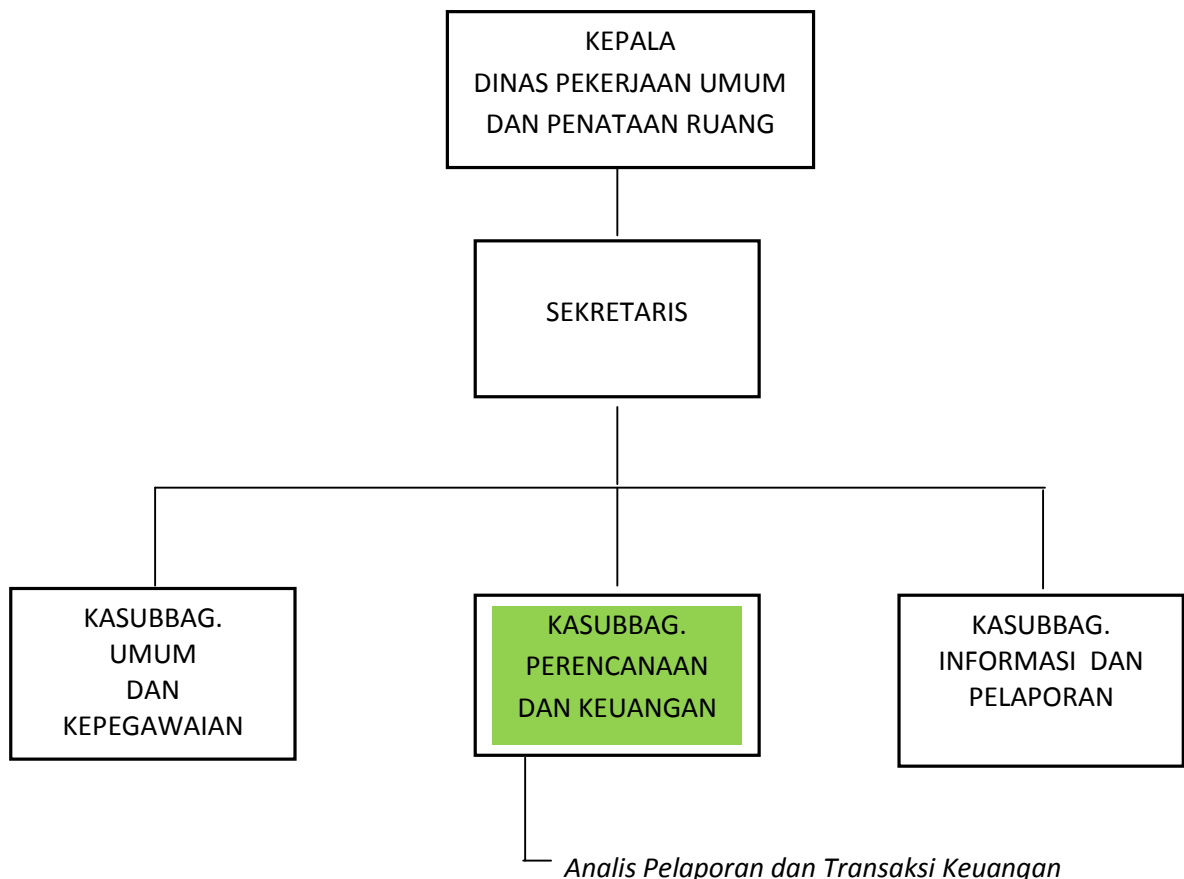 KEPALA
DINAS PEKERJAAN UMUM
DAN PENATAAN RUANG
SEKRETARIS
KASUBBAG.
UMUM
DAN
KEPEGAWAIAN
KASUBBAG.
PERENCANAAN
DAN KEUANGAN
KASUBBAG.
INFORMASI DAN
PELAPORAN
Analis Pelaporan dan Transaksi Keuangan